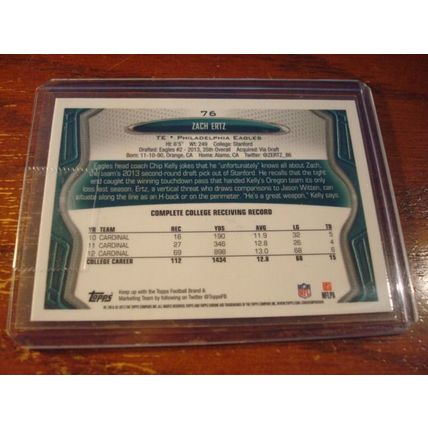 76
ZACH ERTZ
TE • PHILADELPHIA EAGLES
Ht: 6'5" Wt: 249 College: Stanford
Drafted: Eagles #2 - 2013, 35th Overall Acquired: Via Draft
Born: 11-10-90, Orange, CA Home: Alamo, CA Twitter: @ZERTZ_86
Eagles head coach Chip Kelly jokes that he "unfortunately" knows all about Zach,
the team's 2013 second-round draft pick out of Stanford. He recalls that the tight
end caught the winning touchdown pass that handed Kelly's Oregon team its only
loss last season. Ertz, a vertical threat who draws comparisons to Jason Witten, can
situate along the line as an H-back or on the perimeter. "He's a great weapon," Kelly says.
COMPLETE COLLEGE RECEIVING RECORD
YR TEAM REC YDS AVG LG TD
10 CARDINAL 16 190 11.9 32 5
11 CARDINAL 27 346 12.8 26 4
12 CARDINAL 69 898 13.0 68 6
COLLEGE CAREER 112 1434 12.8 68 15
Topps
Keep up with the Topps Football Brand &
Marketing Team by following on Twitter @ToppsFB
NFL
NFLPA